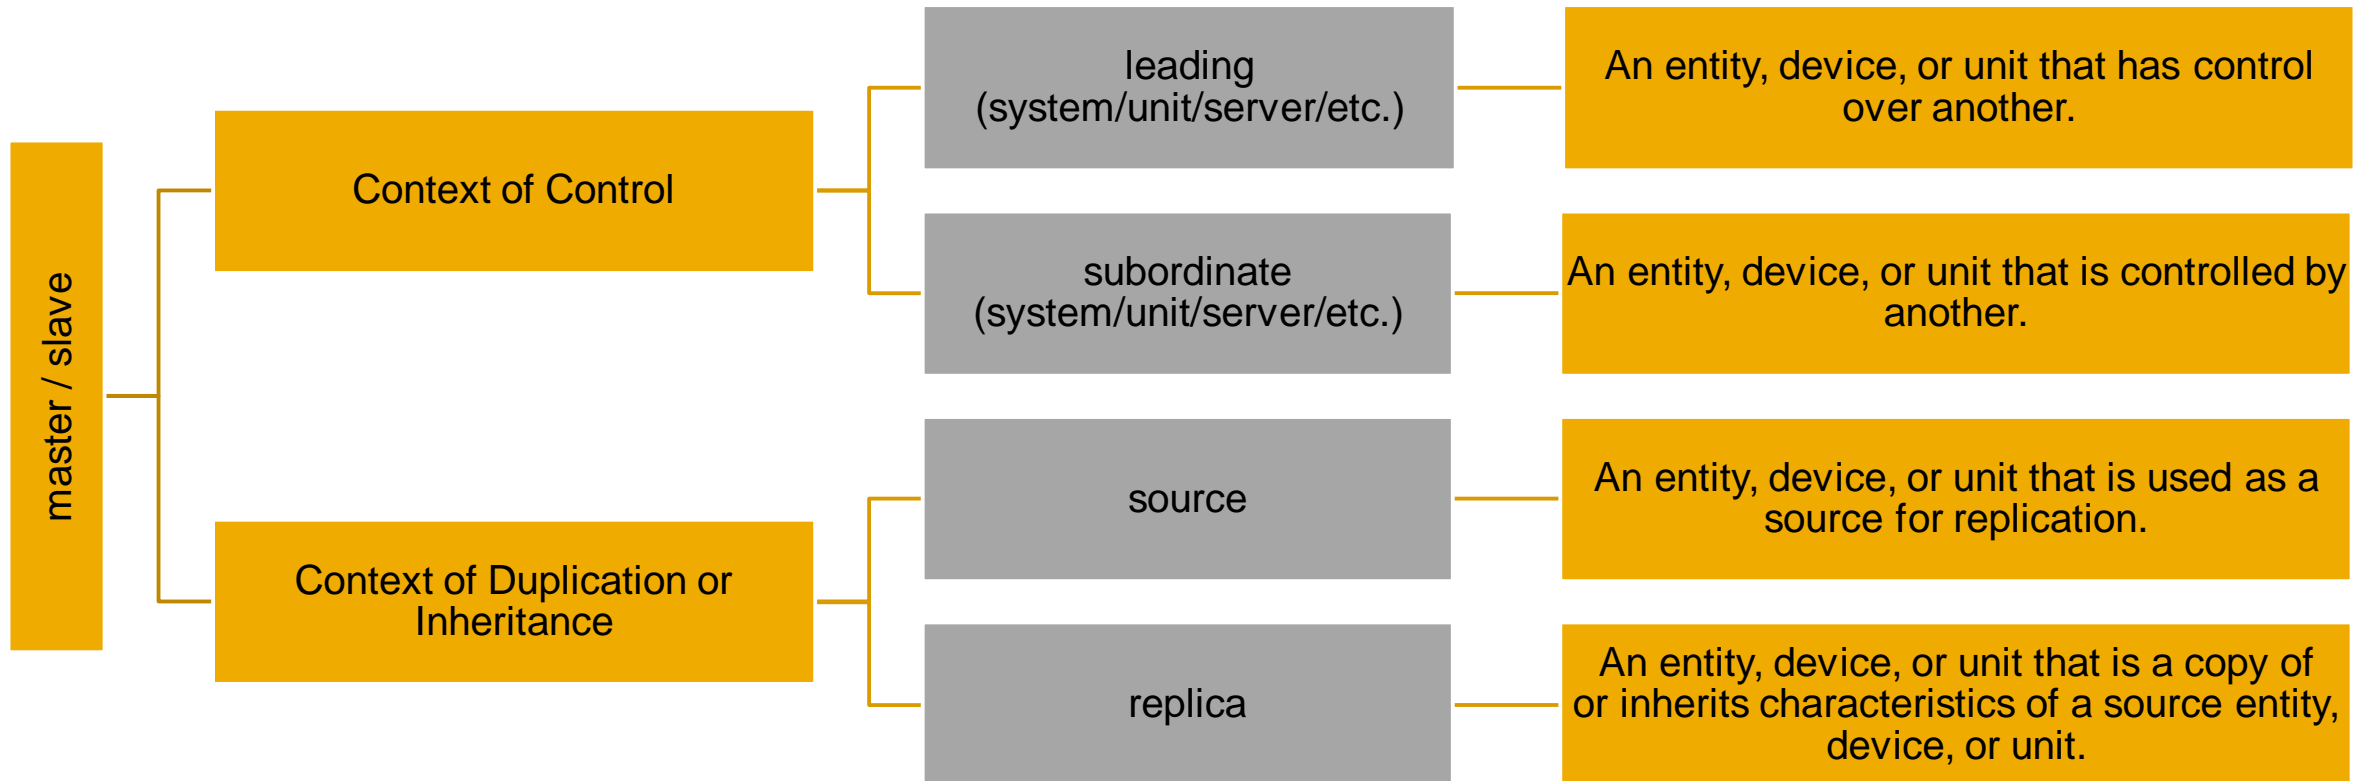 master / slave
Context of Control
leading
(system/unit/server/etc.)
An entity, device, or unit that has control
over another.
subordinate
(system/unit/server/etc.)
An entity, device, or unit that is controlled by
another.
Context of Duplication or
Inheritance
source
An entity, device, or unit that is used as a
source for replication.
replica
An entity, device, or unit that is a copy of
or inherits characteristics of a source entity,
device, or unit.